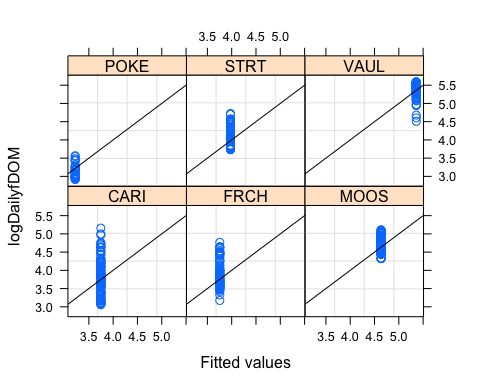 3.5 4.0 4.5 5.0
POKE STRT VAUL
5.5
5.0
4.5
4.0
3.5
3.0
logDailyfDOM
CARI FRCH MOOS
5.5
5.0
4.5
4.0
3.5
3.0
3.5 4.0 4.5 5.0 3.5 4.0 4.5 5.0
Fitted values